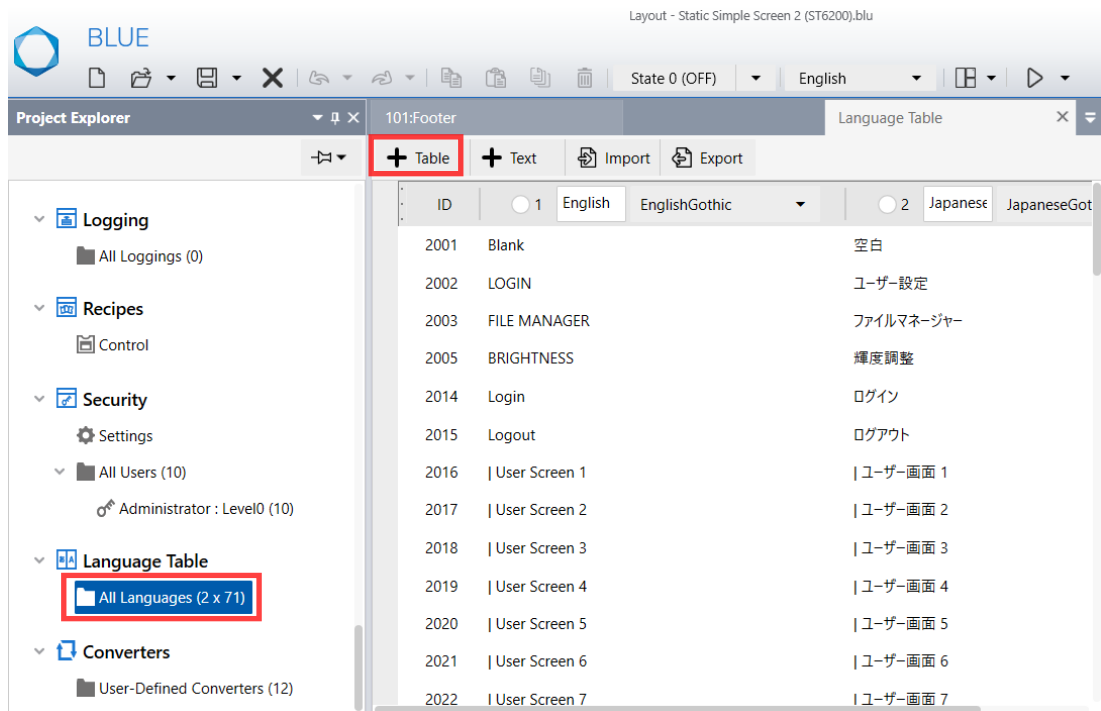 Layout - Static Simple Screen 2 (ST6200).blu
BLUE
State 0 (OFF) English
Project Explorer
101:Footer Language Table
Table Text Import Export
ID 1 English EnglishGothic 2 Japanese JapaneseGot
Logging
All Loggings (0)
Recipes
Control
Security
Settings
All Users (10)
Administrator : Level0 (10)
Language Table
All Languages (2 x 71)
Converters
User-Defined Converters (12)
2001 Blank 空白
2002 LOGIN ユーザー設定
2003 FILE MANAGER ファイルマネージャー
2005 BRIGHTNESS 輝度調整
2014 Login ログイン
2015 Logout ログアウト
2016 | User Screen 1 | ユーザー画面 1
2017 | User Screen 2 | ユーザー画面 2
2018 | User Screen 3 | ユーザー画面 3
2019 | User Screen 4 | ユーザー画面 4
2020 | User Screen 5 | ユーザー画面 5
2021 | User Screen 6 | ユーザー画面 6
2022 | User Screen 7 | ユーザー画面 7